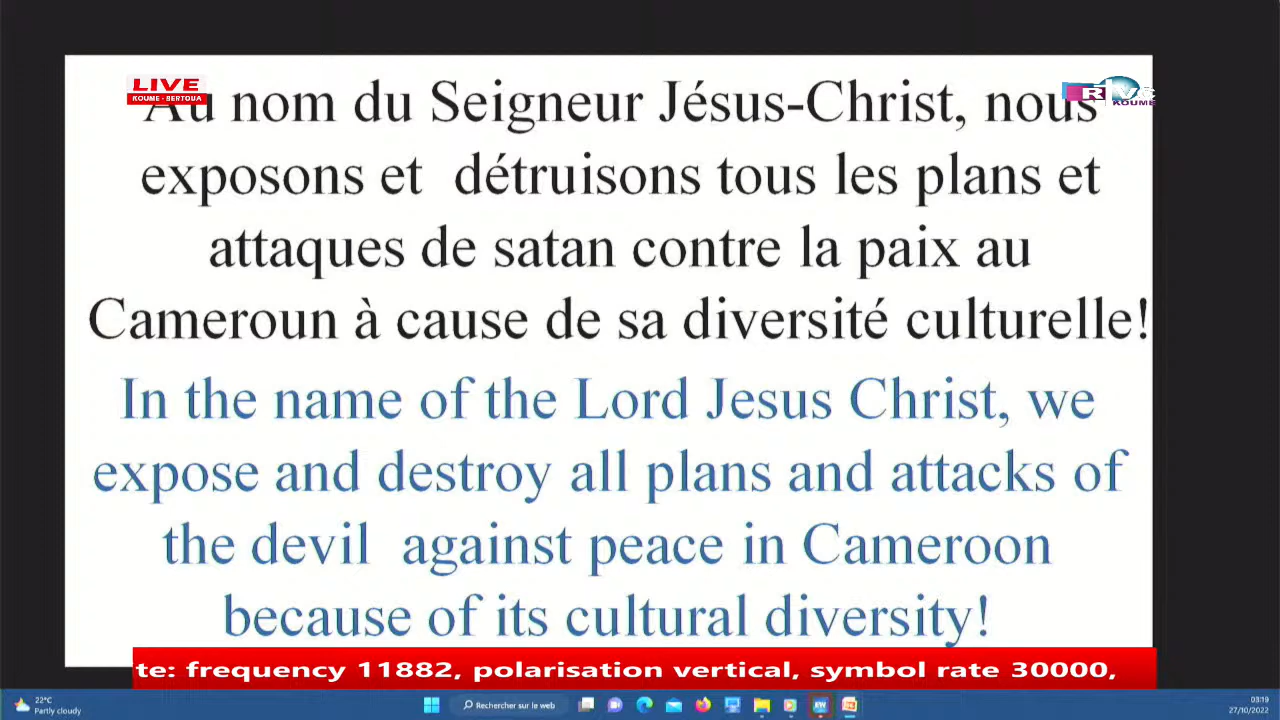 LIVE
KOUME - BERTOUA
Au nom du Seigneur Jésus-Christ, nous
exposons et détruisons tous les plans et
attaques de satan contre la paix au
Cameroun à cause de sa diversité culturelle!
In the name of the Lord Jesus Christ, we
expose and destroy all plans and attacks of
the devil against peace in Cameroon
because of its cultural diversity!
te: frequency 11882, polarisation vertical, symbol rate 30000,
22°C
Partly cloudy
Rechercher sur le web
03:19
27/10/2022
KOUME